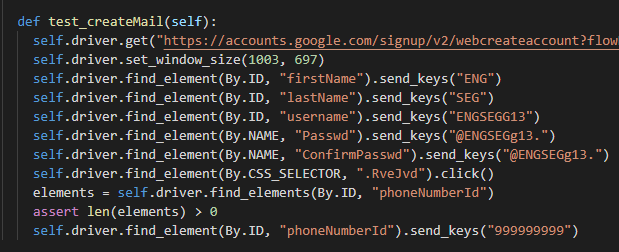 def test_createMail(self):
self.driver.get("https://accounts.google.com/signup/v2/webcreateaccount?flow
self.driver.set_window_size(1003, 697)
self.driver.find_element(By.ID, "firstName").send_keys("ENG")
self.driver.find_element(By.ID, "lastName").send_keys("SEG")
self.driver.find_element(By.ID, "username").send_keys("ENGSEGG13")
self.driver.find_element(By.NAME, "Passwd").send_keys("@ENGSEGg13.")
self.driver.find_element(By.NAME, "ConfirmPasswd").send_keys("@ENGSEGg13.")
self.driver.find_element(By.CSS_SELECTOR, ".RveJvd").click()
elements = self.driver.find_elements(By.ID, "phoneNumberId")
assert len(elements) > 0
self.driver.find_element(By.ID, "phoneNumberId").send_keys("999999999")